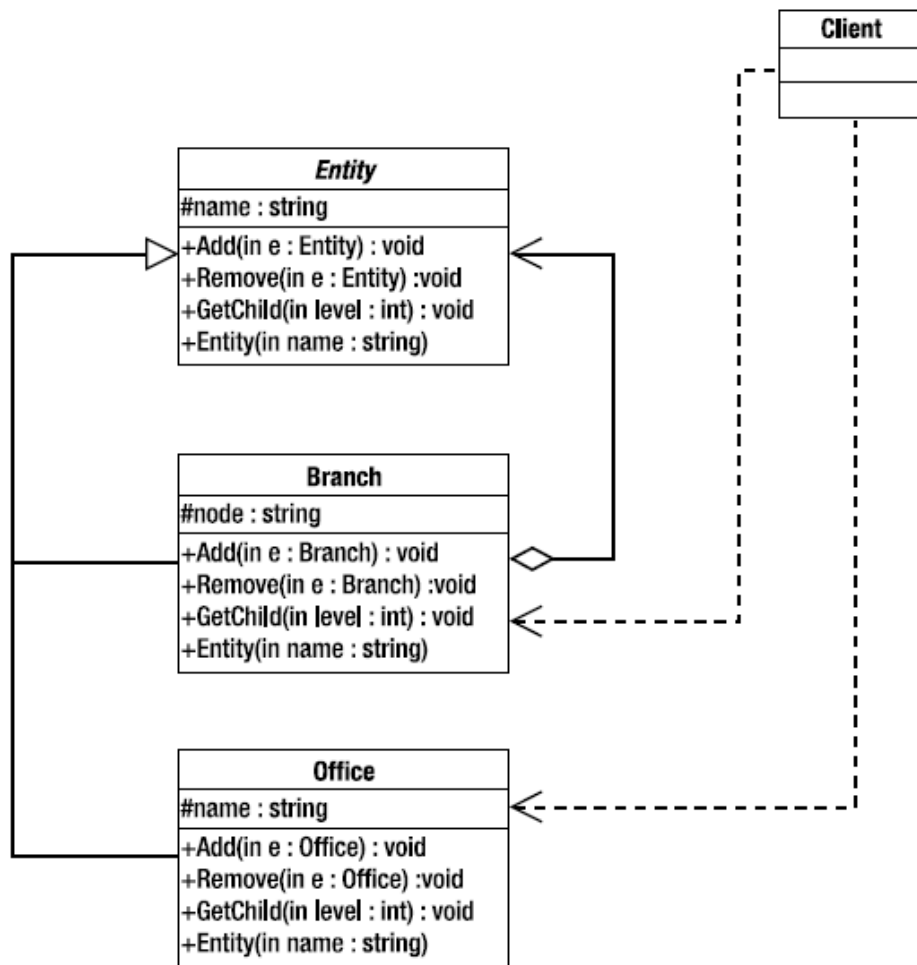 Client
Entity
#name : string
+Add(in e : Entity) : void
+Remove(in e : Entity) :void
+GetChild(in level : int) : void
+Entity(in name : string)
Branch
#node : string
+Add(in e : Branch) : void
+Remove(in e : Branch) :void
+GetChild(in level : int) : void
+Entity(in name : string)
Office
#name : string
+Add(in e : Office) : void
+Remove(in e : Office) :void
+GetChild(in level : int) : void
+Entity(in name : string)